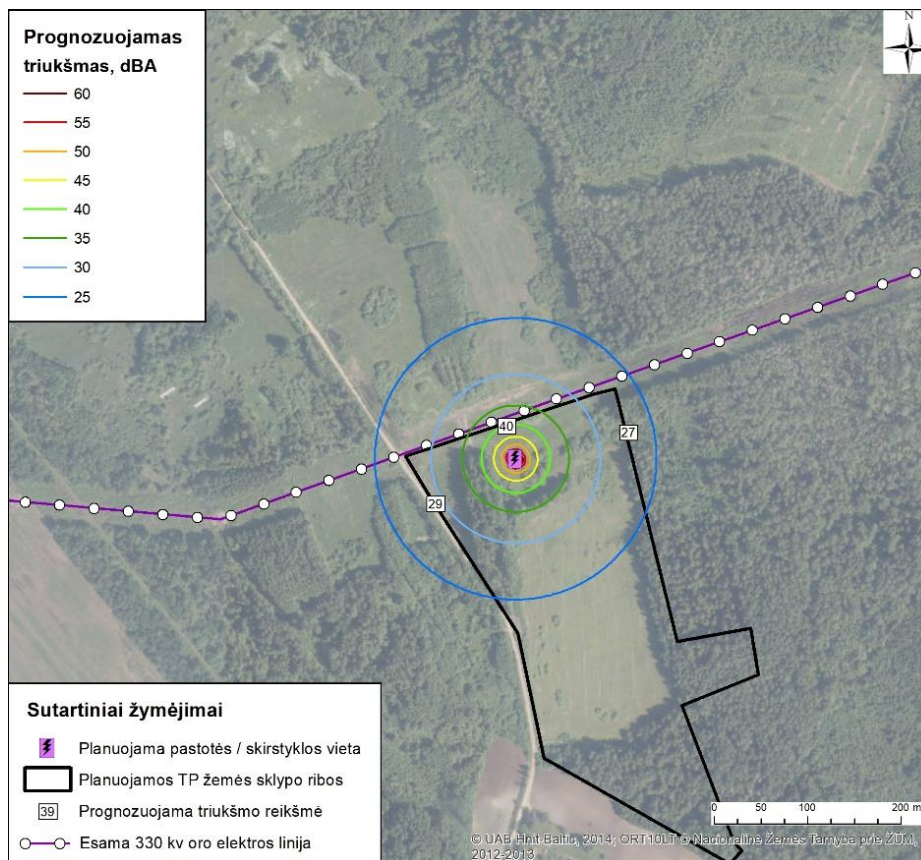 Prognozuojamas
triukšmas, dBA
60
55
50
45
40
35
30
25
N
40
27
29
Sutartiniai žymėjimai
Planuojama pastotės / skirstyklos vieta
Planuojamos TP žemės sklypo ribos
39 Prognozuojama triukšmo reikšmė
Esama 330 kv oro elektros linija
0 50 100 200 m
© UAB Hnit-Baltic, 2014; ORT10LT © Nacionalinė Žemės Tarnyba prie ŽŪM,
2012-2013